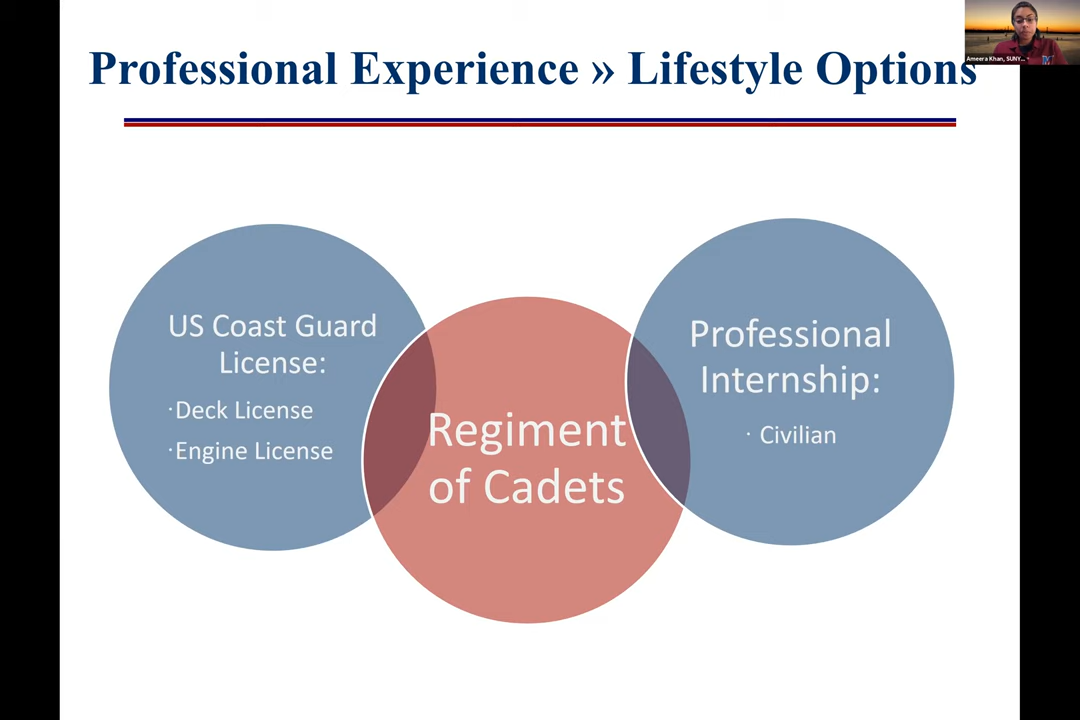 Professional Experience » Lifestyle Options
Ameera Khan, SUNY...
US Coast Guard
License:
·Deck License
·Engine License
Regiment
of Cadets
Professional
Internship:
· Civilian